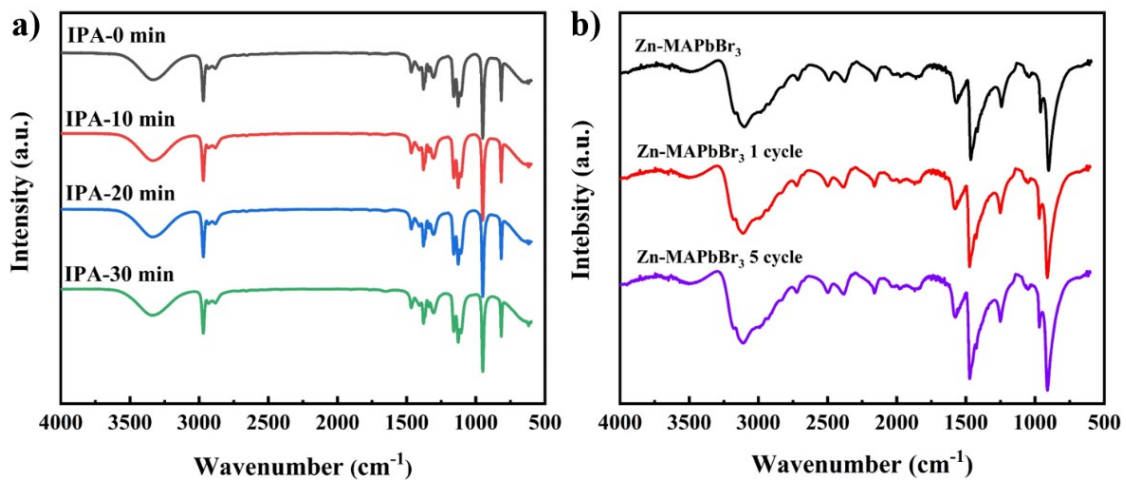 a)
IPA-0 min
IPA-10 min
IPA-20 min
IPA-30 min
Intensity (a.u.)
4000 3500 3000 2500 2000 1500 1000 500
Wavenumber (cm⁻¹)
b)
Zn-MAPbBr₃
Zn-MAPbBr₃ 1 cycle
Zn-MAPbBr₃ 5 cycle
Intebsity (a.u.)
4000 3500 3000 2500 2000 1500 1000 500
Wavenumber (cm⁻¹)